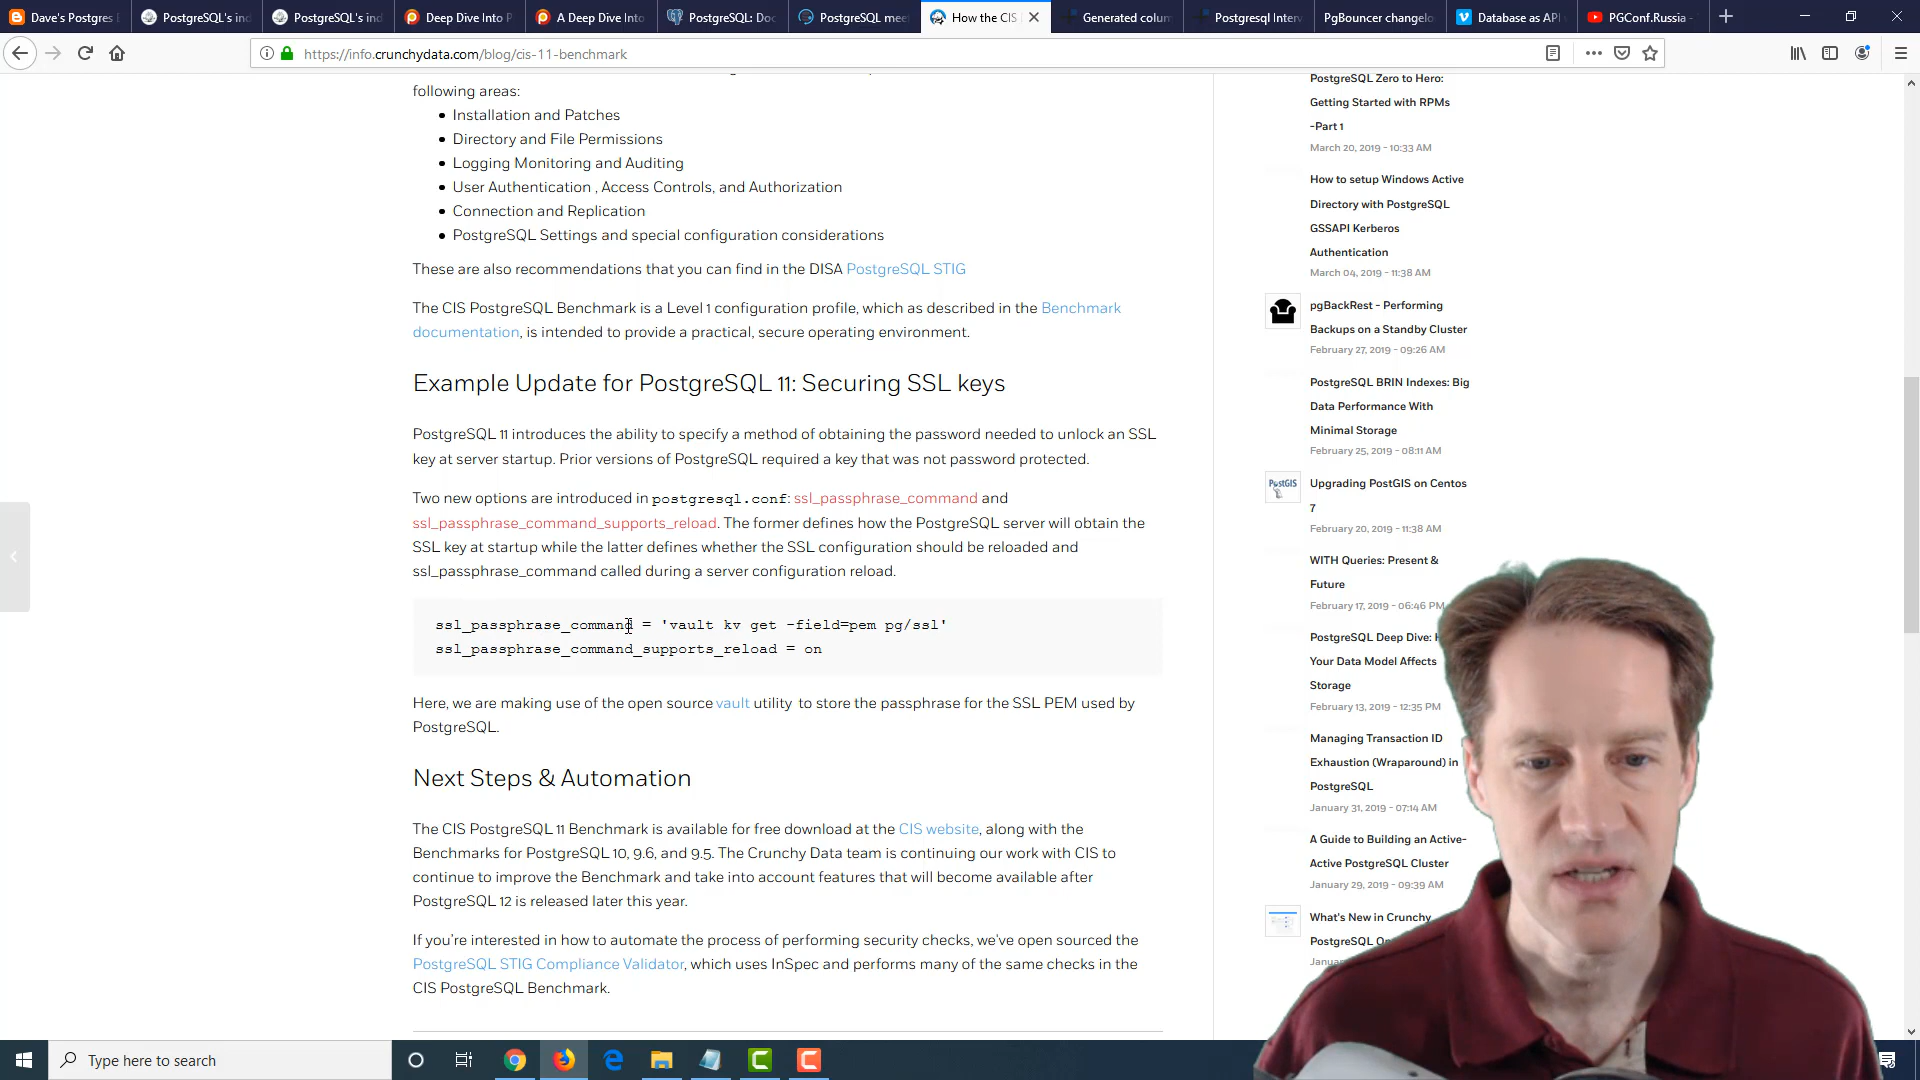 Dave's Postgres
PostgreSQL's ind
PostgreSQL's ind
Deep Dive Into P
A Deep Dive Into
PostgreSQL: Doc
PostgreSQL mee
How the CIS
Generated colum
Postgresql Interv
PgBouncer changelo
Database as API
PGConf.Russia -
https://info.crunchydata.com/blog/cis-11-benchmark
following areas:
Installation and Patches
Directory and File Permissions
Logging Monitoring and Auditing
User Authentication , Access Controls, and Authorization
Connection and Replication
PostgreSQL Settings and special configuration considerations
These are also recommendations that you can find in the DISA PostgreSQL STIG
The CIS PostgreSQL Benchmark is a Level 1 configuration profile, which as described in the Benchmark
documentation, is intended to provide a practical, secure operating environment.
Example Update for PostgreSQL 11: Securing SSL keys
PostgreSQL 11 introduces the ability to specify a method of obtaining the password needed to unlock an SSL
key at server startup. Prior versions of PostgreSQL required a key that was not password protected.
Two new options are introduced in postgresql.conf: ssl_passphrase_command and
ssl_passphrase_command_supports_reload. The former defines how the PostgreSQL server will obtain the
SSL key at startup while the latter defines whether the SSL configuration should be reloaded and
ssl_passphrase_command called during a server configuration reload.
ssl_passphrase_command = 'vault kv get -field=pem pg/ssl'
ssl_passphrase_command_supports_reload = on
Here, we are making use of the open source vault utility to store the passphrase for the SSL PEM used by
PostgreSQL.
Next Steps & Automation
The CIS PostgreSQL 11 Benchmark is available for free download at the CIS website, along with the
Benchmarks for PostgreSQL 10, 9.6, and 9.5. The Crunchy Data team is continuing our work with CIS to
continue to improve the Benchmark and take into account features that will become available after
PostgreSQL 12 is released later this year.
If you're interested in how to automate the process of performing security checks, we've open sourced the
PostgreSQL STIG Compliance Validator, which uses InSpec and performs many of the same checks in the
CIS PostgreSQL Benchmark.
PostgreSQL Zero to Hero:
Getting Started with RPMs
-Part 1
March 20, 2019 - 10:33 AM
How to setup Windows Active
Directory with PostgreSQL
GSSAPI Kerberos
Authentication
March 04, 2019 - 11:38 AM
pgBackRest - Performing
Backups on a Standby Cluster
February 27, 2019 - 09:26 AM
PostgreSQL BRIN Indexes: Big
Data Performance With
Minimal Storage
February 25, 2019 - 08:11 AM
PostGIS
Upgrading PostGIS on Centos
7
February 20, 2019 - 11:38 AM
WITH Queries: Present &
Future
February 17, 2019 - 06:46 PM
PostgreSQL Deep Dive:
Your Data Model Affects
Storage
February 13, 2019 - 12:35 PM
Managing Transaction ID
Exhaustion (Wraparound) in
PostgreSQL
January 31, 2019 - 07:14 AM
A Guide to Building an Active-
Active PostgreSQL Cluster
January 29, 2019 - 09:39 AM
What's New in Crunchy
PostgreSQL Op
Januar
Type here to search